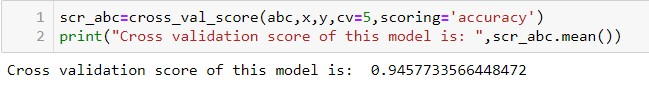 1 scr_abc=cross_val_score(abc,x,y,cv=5,scoring='accuracy')
2 print("Cross validation score of this model is: ",scr_abc.mean())
Cross validation score of this model is:  0.9457733566448472